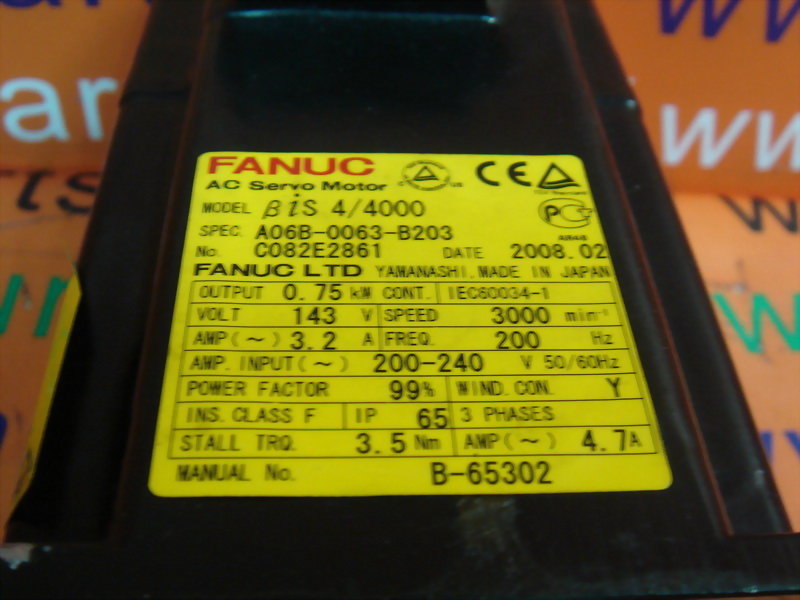 FANUC
AC Servo Motor
C US
CE
MODEL βiS 4/4000
SPEC. A06B-0063-B203
No. C082E2861 DATE 2008.02
FANUC LTD YAMANASHI, MADE IN JAPAN
OUTPUT 0.75 kW CONT. IEC60034-1
VOLT 143 V SPEED 3000 min⁻¹
AMP(~) 3.2 A FREQ. 200 Hz
AMP. INPUT(~) 200-240 V 50/60Hz
POWER FACTOR 99% WIND.CON. Y
INS.CLASS F IP 65 3 PHASES
STALL TRQ. 3.5 Nm AMP(~) 4.7A
MANUAL No. B-65302